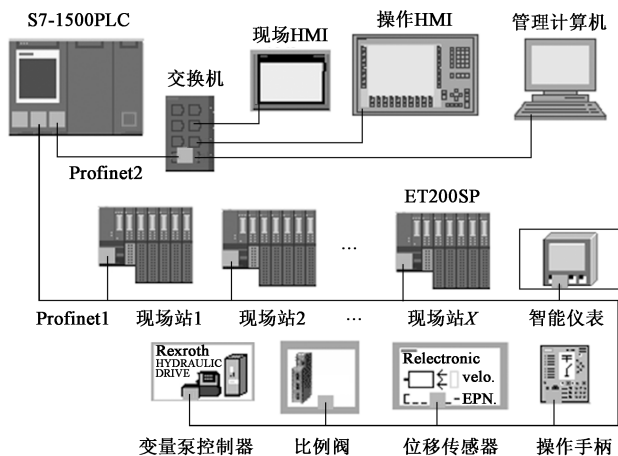 S7-1500PLC
现场HMI
操作HMI
管理计算机
交换机
Profinet2
ET200SP
...
Profinet1
现场站1
现场站2
...
现场站X
智能仪表
Rexroth
HYDRAULIC
DRIVE
Relectronic
velo.
EPN.
变量泵控制器
比例阀
位移传感器
操作手柄